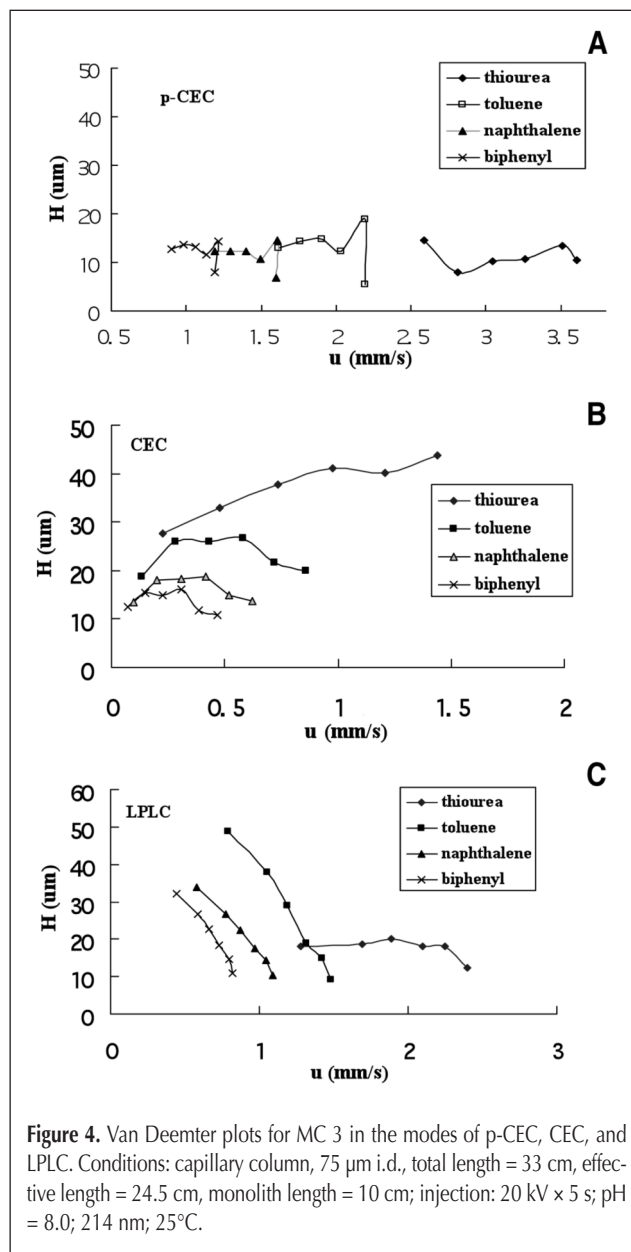 A
50
40
30
20
10
0
H (um)
p-CEC
thiourea
toluene
naphthalene
biphenyl
0.5
1
1.5
2
2.5
3
3.5
u (mm/s)
B
50
40
30
20
10
0
H (um)
CEC
thiourea
toluene
naphthalene
biphenyl
0
0.5
1
1.5
2
u (mm/s)
C
60
50
40
30
20
10
0
H (um)
LPLC
thiourea
toluene
naphthalene
biphenyl
0
1
2
3
u (mm/s)
Figure 4. Van Deemter plots for MC 3 in the modes of p-CEC, CEC, and
LPLC. Conditions: capillary column, 75 µm i.d., total length = 33 cm, effec-
tive length = 24.5 cm, monolith length = 10 cm; injection: 20 kV × 5 s; pH
= 8.0; 214 nm; 25°C.